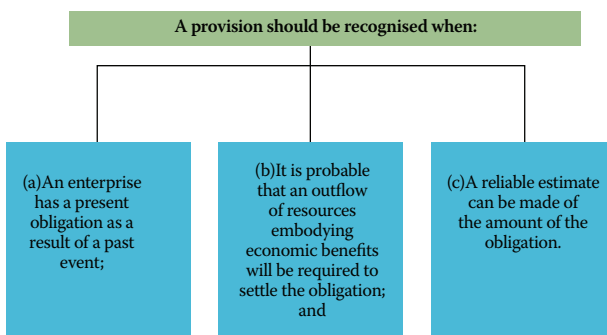 A provision should be recognised when:
(a)An enterprise
has a present
obligation as a
result of a past
event;
(b)It is probable
that an outflow
of resources
embodying
economic benefits
will be required to
settle the obligation;
and
(c)A reliable estimate
can be made of
the amount of the
obligation.